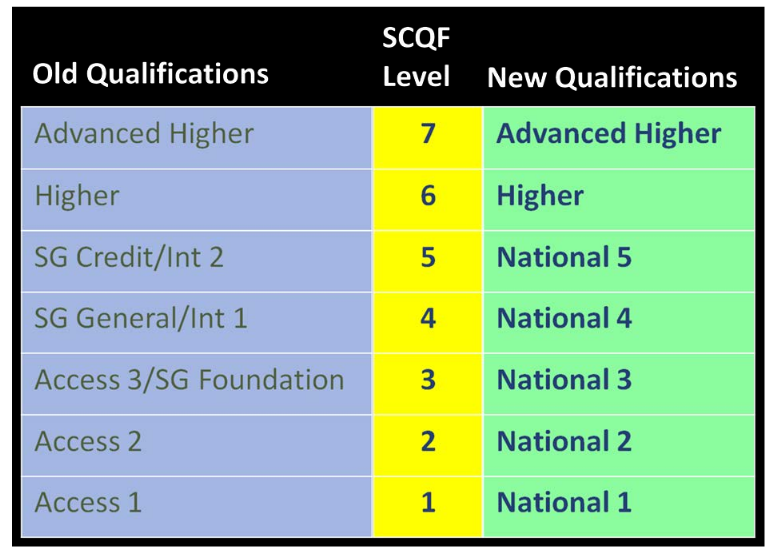 Old Qualifications SCQF Level New Qualifications
Advanced Higher 7 Advanced Higher
Higher 6 Higher
SG Credit/Int 2 5 National 5
SG General/Int 1 4 National 4
Access 3/SG Foundation 3 National 3
Access 2 2 National 2
Access 1 1 National 1